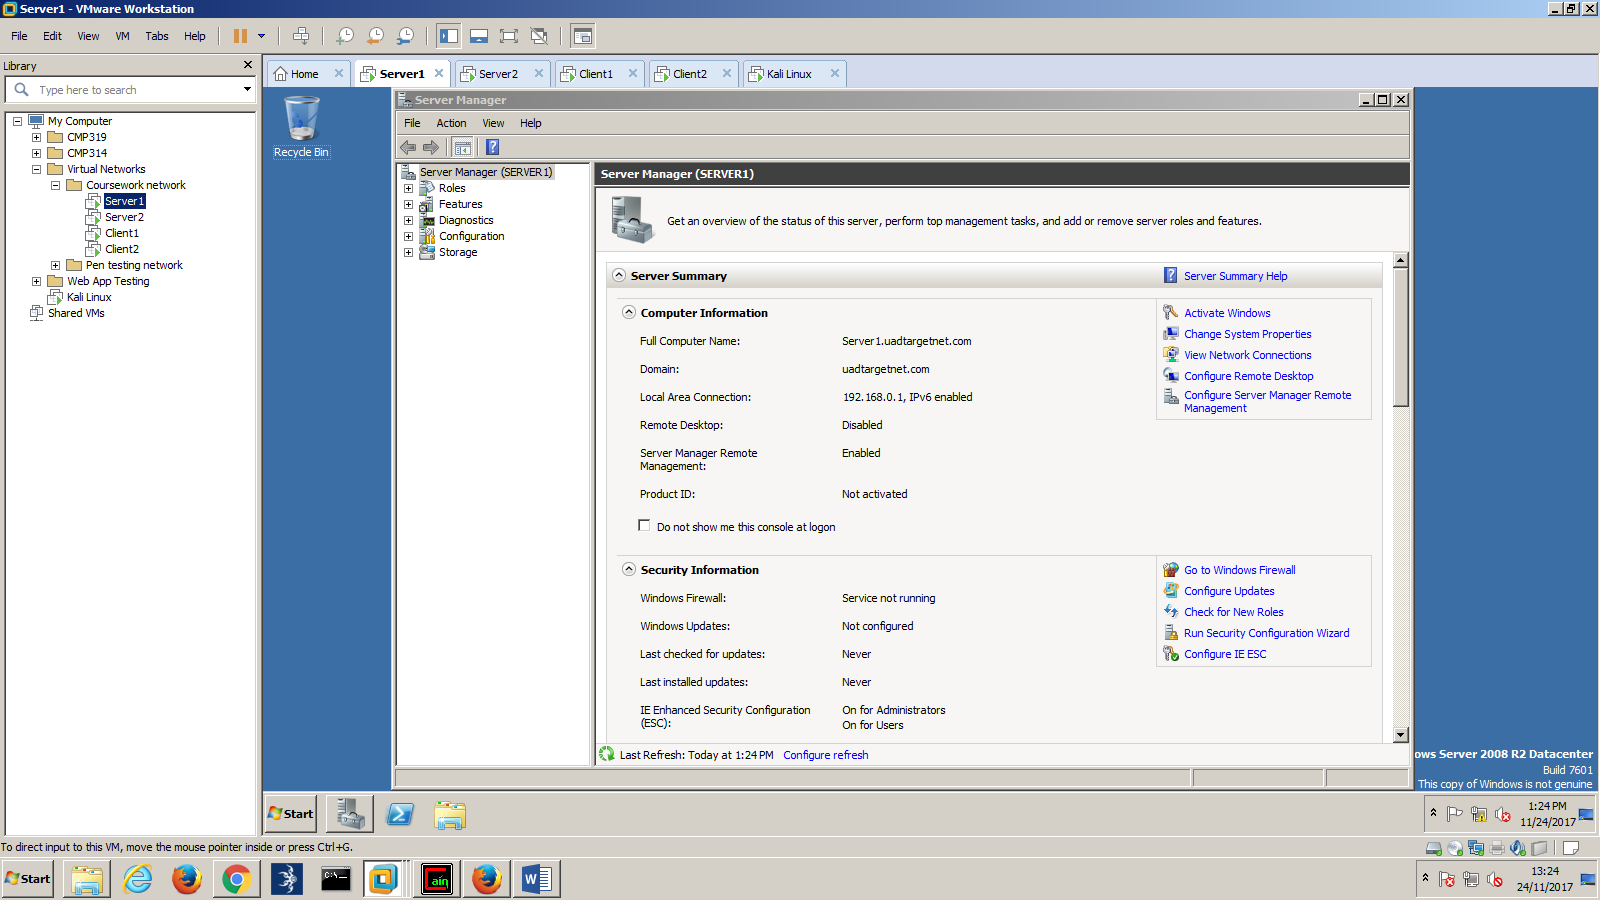 Server1 - VMware Workstation
File Edit View VM Tabs Help
Library
Type here to search
My Computer
CMP319
CMP314
Virtual Networks
Coursework network
Server1
Server2
Client1
Client2
Pen testing network
Web App Testing
Kali Linux
Shared VMs
Home Server1 Server2 Client1 Client2 Kali Linux
Recycle Bin
Server Manager
File Action View Help
Server Manager (SERVER1)
Roles
Features
Diagnostics
Configuration
Storage
Server Manager (SERVER1)
Get an overview of the status of this server, perform top management tasks, and add or remove server roles and features.
Server Summary
Server Summary Help
Computer Information
Full Computer Name: Server1.uadtargetnet.com
Domain: uadtargetnet.com
Local Area Connection: 192.168.0.1, IPv6 enabled
Remote Desktop: Disabled
Server Manager Remote
Management: Enabled
Product ID: Not activated
Do not show me this console at logon
Activate Windows
Change System Properties
View Network Connections
Configure Remote Desktop
Configure Server Manager Remote
Management
Security Information
Windows Firewall: Service not running
Windows Updates: Not configured
Last checked for updates: Never
Last installed updates: Never
IE Enhanced Security Configuration
(ESC): On for Administrators
On for Users
Go to Windows Firewall
Configure Updates
Check for New Roles
Run Security Configuration Wizard
Configure IE ESC
Last Refresh: Today at 1:24 PM Configure refresh
ows Server 2008 R2 Datacenter
Build 7601
This copy of Windows is not genuine
Start
1:24 PM
11/24/2017
To direct input to this VM, move the mouse pointer inside or press Ctrl+G.
Start
C:\_
ain
W
13:24
24/11/2017